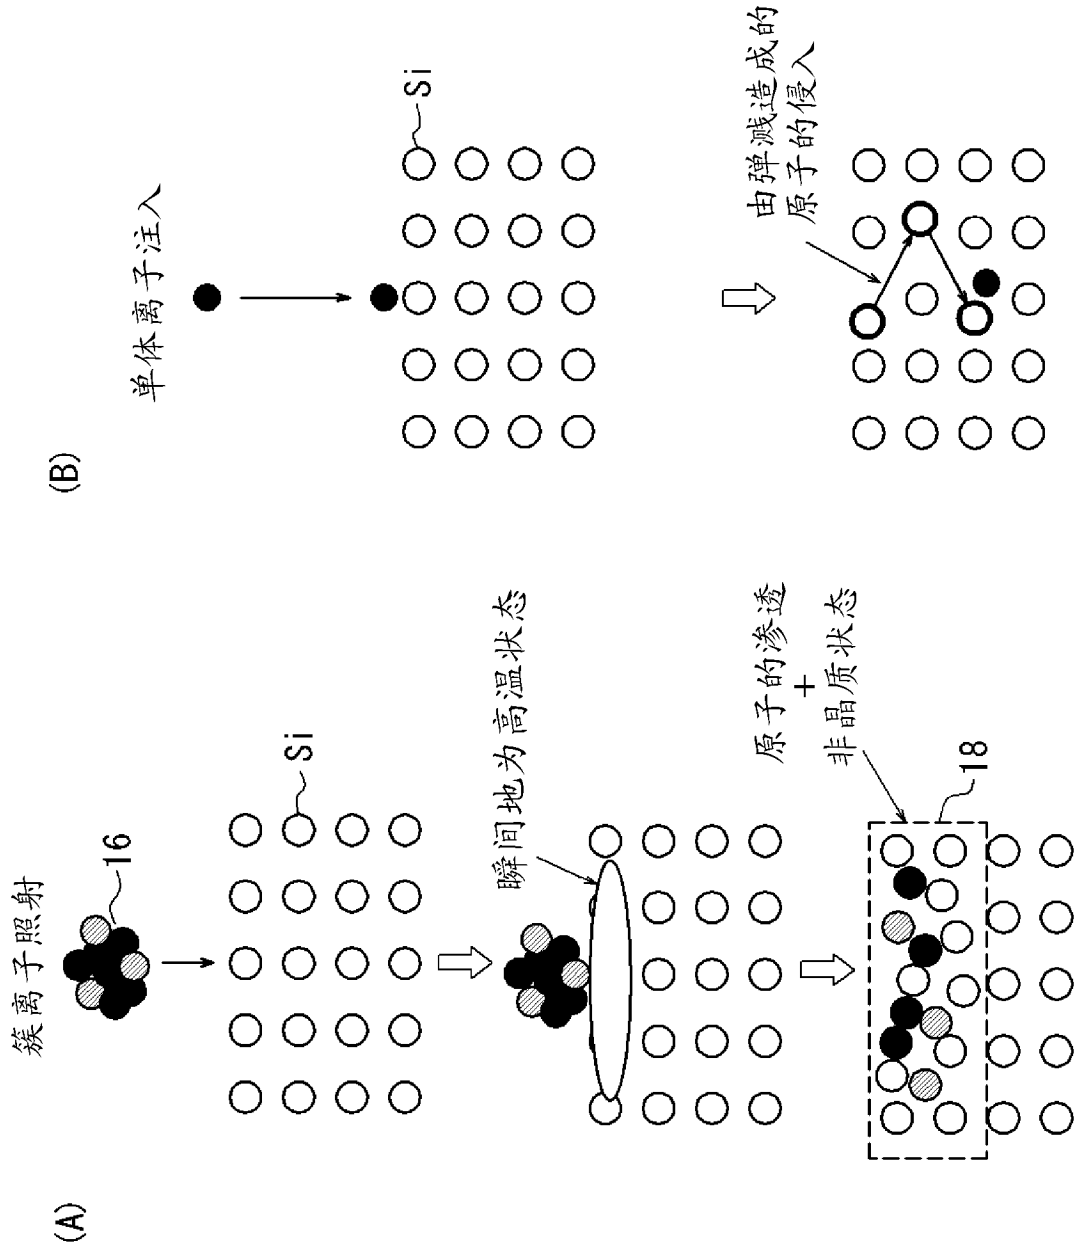 (A)
簇离子照射
16
Si
瞬间地为高温状态
原子的渗透
+
非晶质状态
18
(B)
单体离子注入
Si
由弹溅造成的
原子的侵入